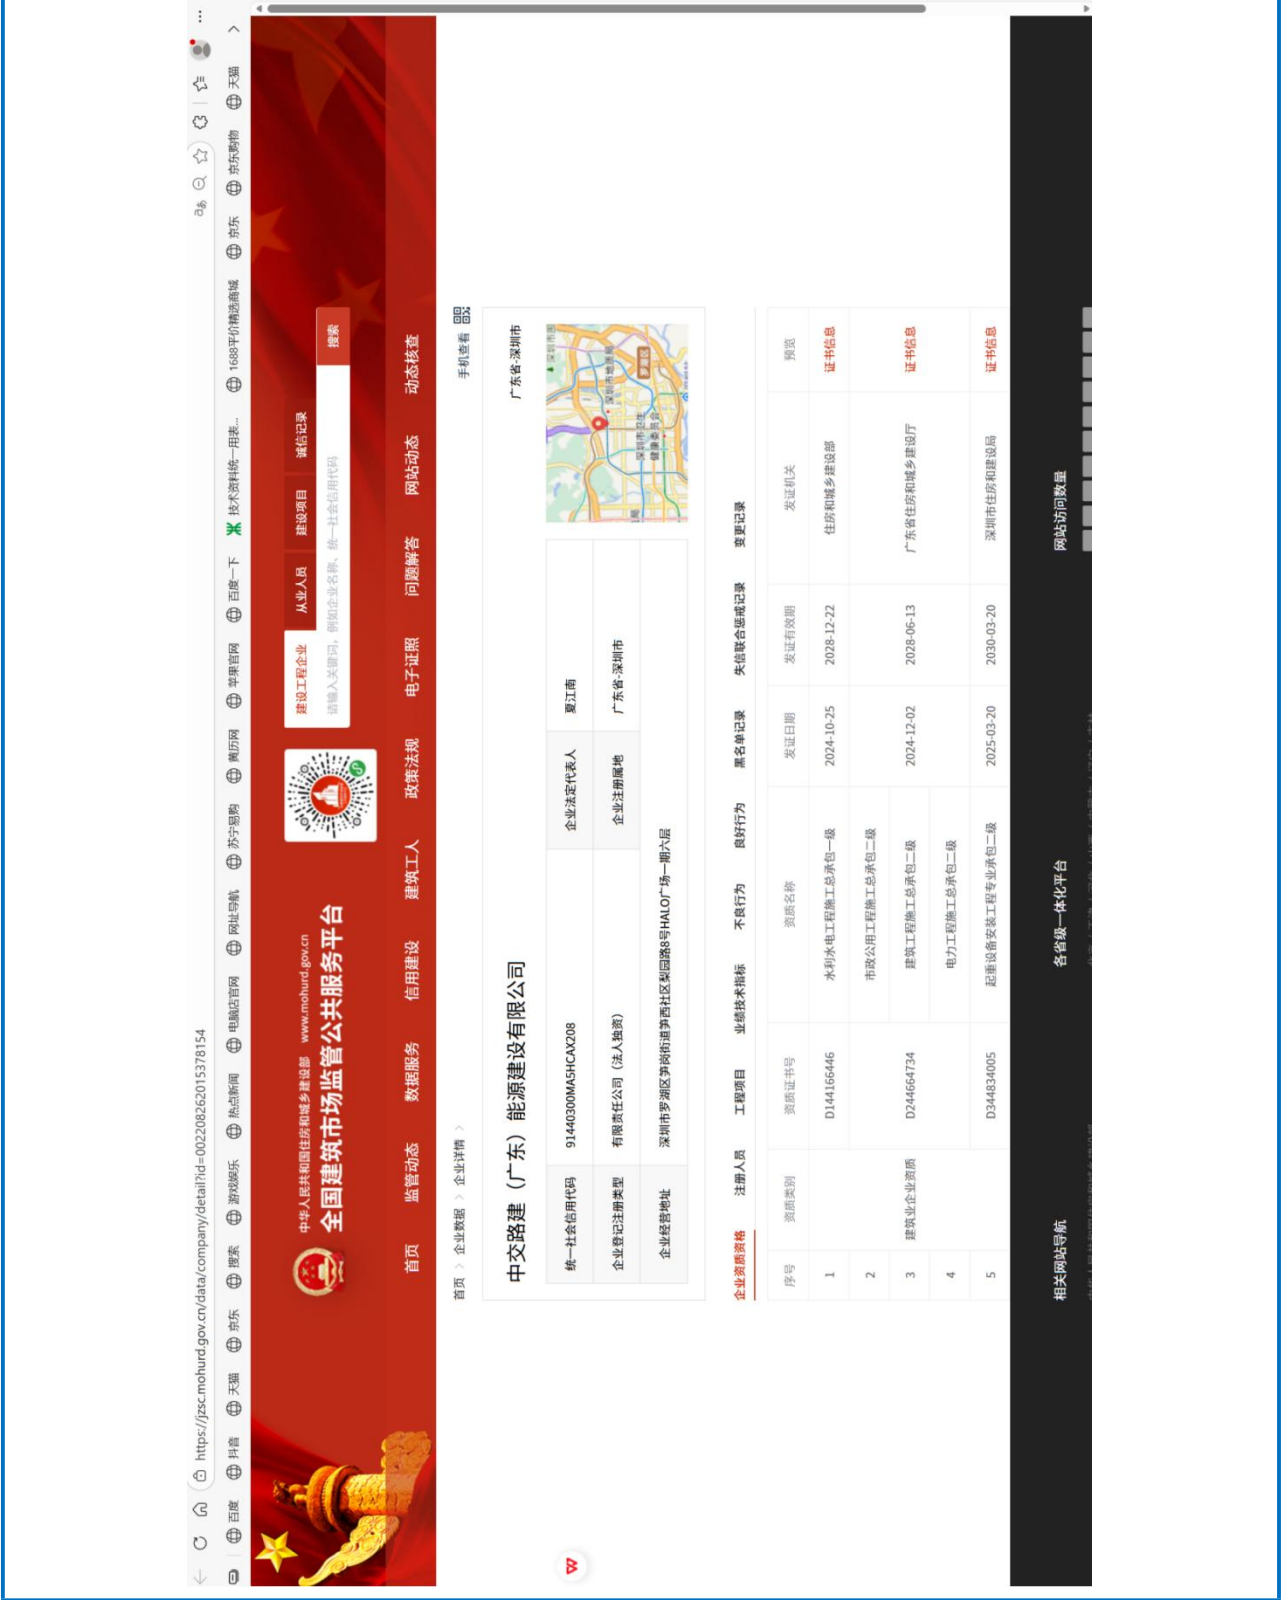 https://jzsc.mohurd.gov.cn/data/company/detail?id=002208262015378154
百度 抖音 天猫 京东 搜索 游戏娱乐 热点新闻 电脑店官网 网址导航 苏宁易购 黄历网 苹果官网 百度一下 技术资料统一用表... 1688平价精选商城 京东 京东购物 天猫
中华人民共和国住房和城乡建设部 www.mohurd.gov.cn
全国建筑市场监管公共服务平台
建设工程企业 从业人员 建设项目 诚信记录
请输入关键词，例如企业名称、统一社会信用代码 搜索
首页 监管动态 数据服务 信用建设 建筑工人 政策法规 电子证照 问题解答 网站动态 动态核查
首页 > 企业数据 > 企业详情 > 手机查看
中交路建（广东）能源建设有限公司 广东省-深圳市
统一社会信用代码 91440300MA5HCAX208 企业法定代表人 夏江南
企业登记注册类型 有限责任公司（法人独资） 企业注册属地 广东省-深圳市
企业经营地址 深圳市罗湖区笋岗街道笋西社区梨园路8号HALO广场一期六层
深圳市地质局
罗湖区
深圳市卫生
健康委员会
企业资质资格 注册人员 工程项目 业绩技术指标 不良行为 良好行为 黑名单记录 失信联合惩戒记录 变更记录
序号 资质类别 资质证书号 资质名称 发证日期 发证有效期 发证机关 预览
1 D144166446 水利水电工程施工总承包一级 2024-10-25 2028-12-22 住房和城乡建设部 证书信息
2 市政公用工程施工总承包二级
3 建筑业企业资质 D244664734 建筑工程施工总承包二级 2024-12-02 2028-06-13 广东省住房和城乡建设厅 证书信息
4 电力工程施工总承包二级
5 D344834005 起重设备安装工程专业承包二级 2025-03-20 2030-03-20 深圳市住房和建设局 证书信息
相关网站导航 各省级一体化平台 网站访问数量